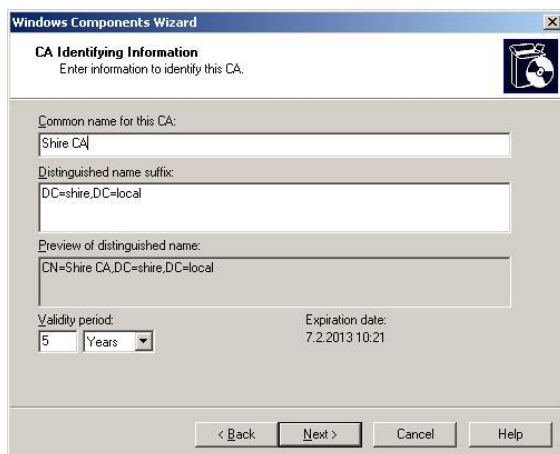 Windows Components Wizard
CA Identifying Information
Enter information to identify this CA.
Common name for this CA:
Shire CA
Distinguished name suffix:
DC=shire,DC=local
Preview of distinguished name:
CN=Shire CA,DC=shire,DC=local
Validity period:
Expiration date:
5 Years
7.2.2013 10:21
< Back Next > Cancel Help